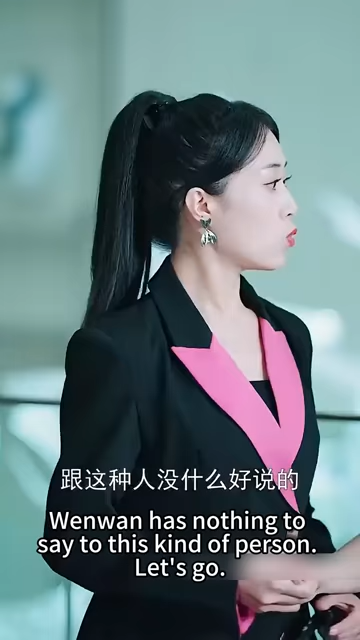 跟这种人没什么好说的
Wenwan has nothing to
say to this kind of person.
Let's go.